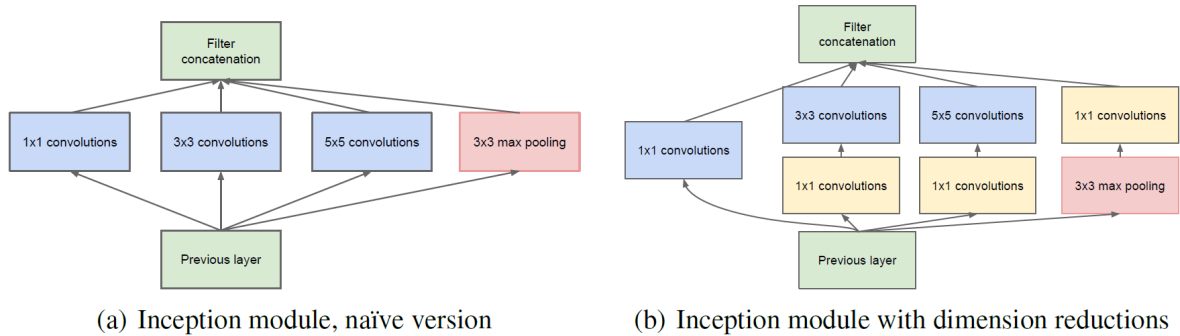 Filter
concatenation
1x1 convolutions
3x3 convolutions
5x5 convolutions
3x3 max pooling
Previous layer
(a) Inception module, naïve version
Filter
concatenation
3x3 convolutions
5x5 convolutions
1x1 convolutions
1x1 convolutions
1x1 convolutions
1x1 convolutions
3x3 max pooling
Previous layer
(b) Inception module with dimension reductions